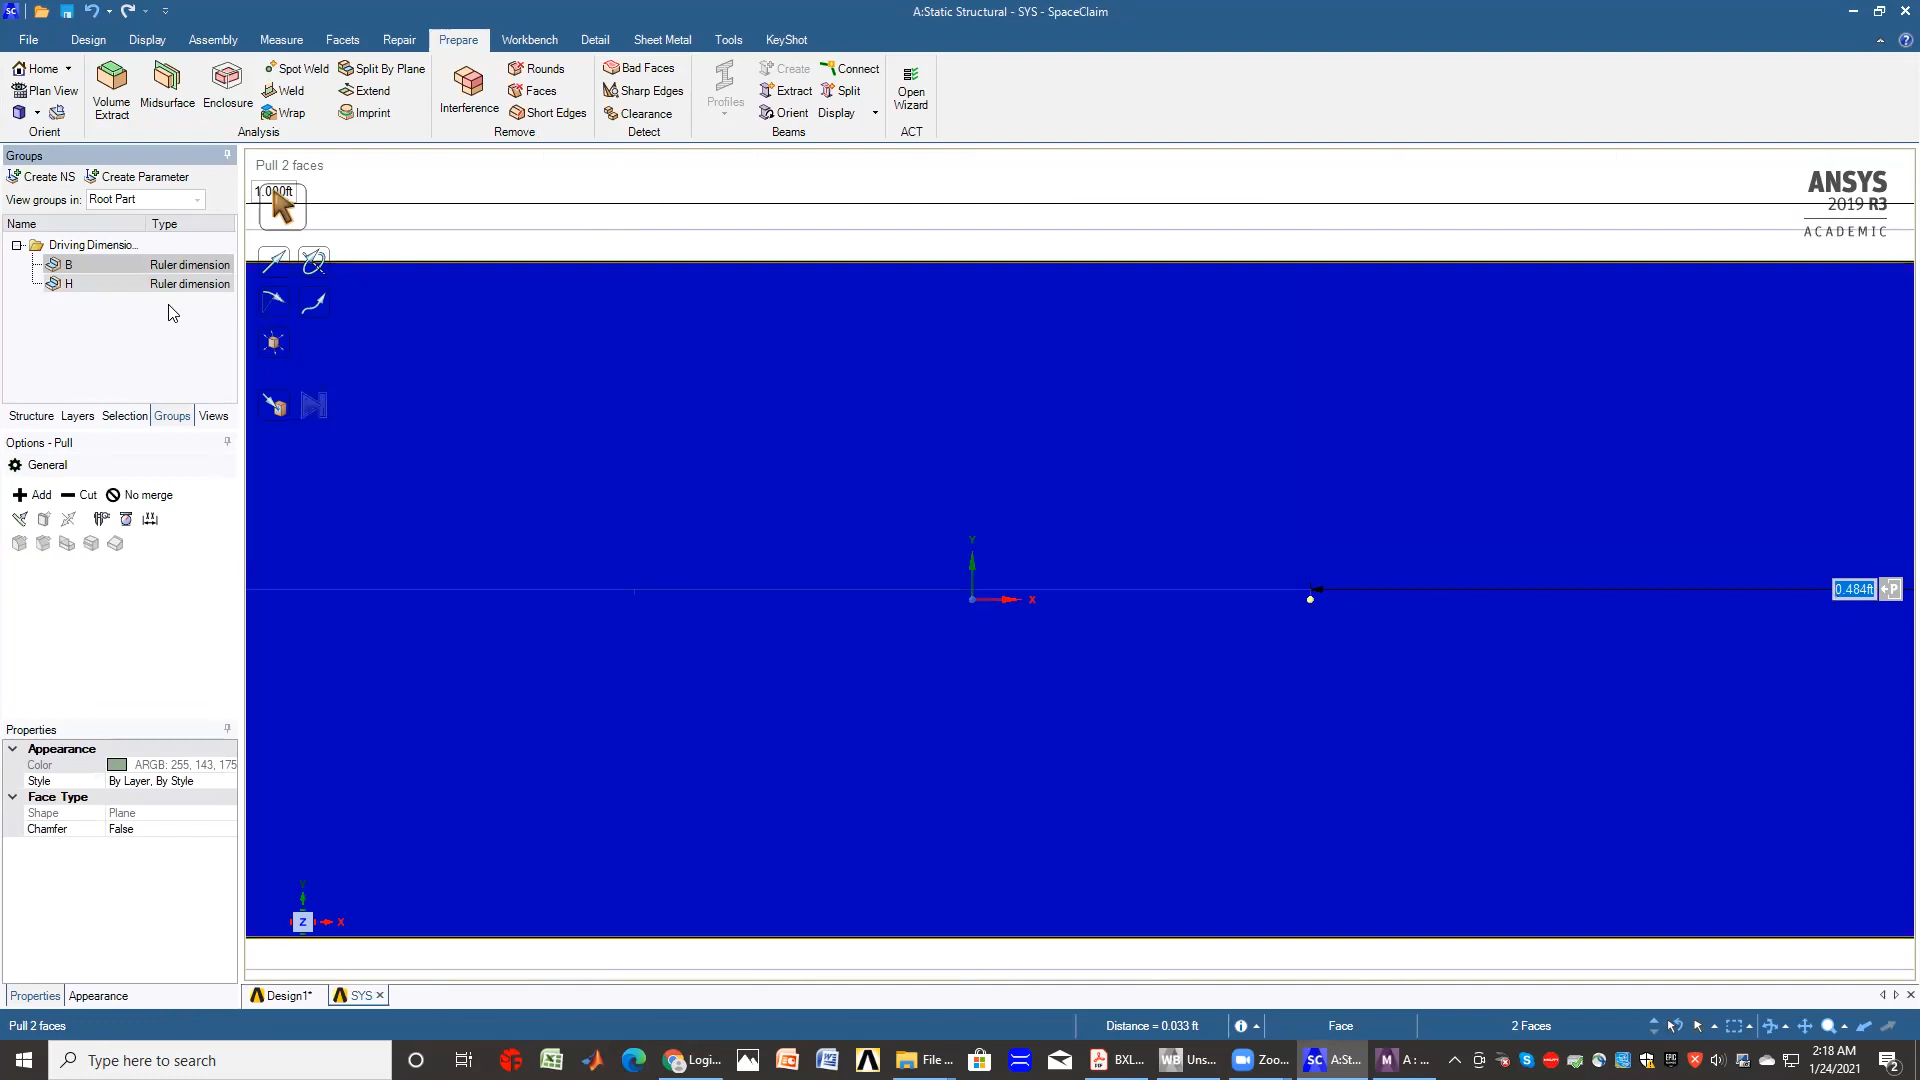 A:Static Structural - SYS - SpaceClaim
File Design Display Assembly Measure Facets Repair Prepare Workbench Detail Sheet Metal Tools KeyShot
Home
Plan View
Orient
Volume Extract
Midsurface
Enclosure
Spot Weld
Weld
Wrap
Split By Plane
Extend
Imprint
Analysis
Interference
Rounds
Faces
Short Edges
Remove
Bad Faces
Sharp Edges
Clearance
Detect
Profiles
Create
Extract
Orient
Connect
Split
Display
Beams
Open Wizard
ACT
Groups
Create NS Create Parameter
View groups in: Root Part
Name Type
Driving Dimensio...
B Ruler dimension
H Ruler dimension
Structure Layers Selection Groups Views
Options - Pull
General
Add Cut No merge
Properties
Appearance
Color ARGB: 255, 143, 175
Style By Layer, By Style
Face Type
Shape Plane
Chamfer False
Properties Appearance
Pull 2 faces
1.000ft
ANSYS
2019 R3
ACADEMIC
Y
X
0.484ft
P
Y
Z X
Design1* SYS
Pull 2 faces Distance = 0.033 ft Face 2 Faces
Type here to search
Logi... File ... BXL... Uns... Zoo... A:St... A : ...
2:18 AM
1/24/2021
2